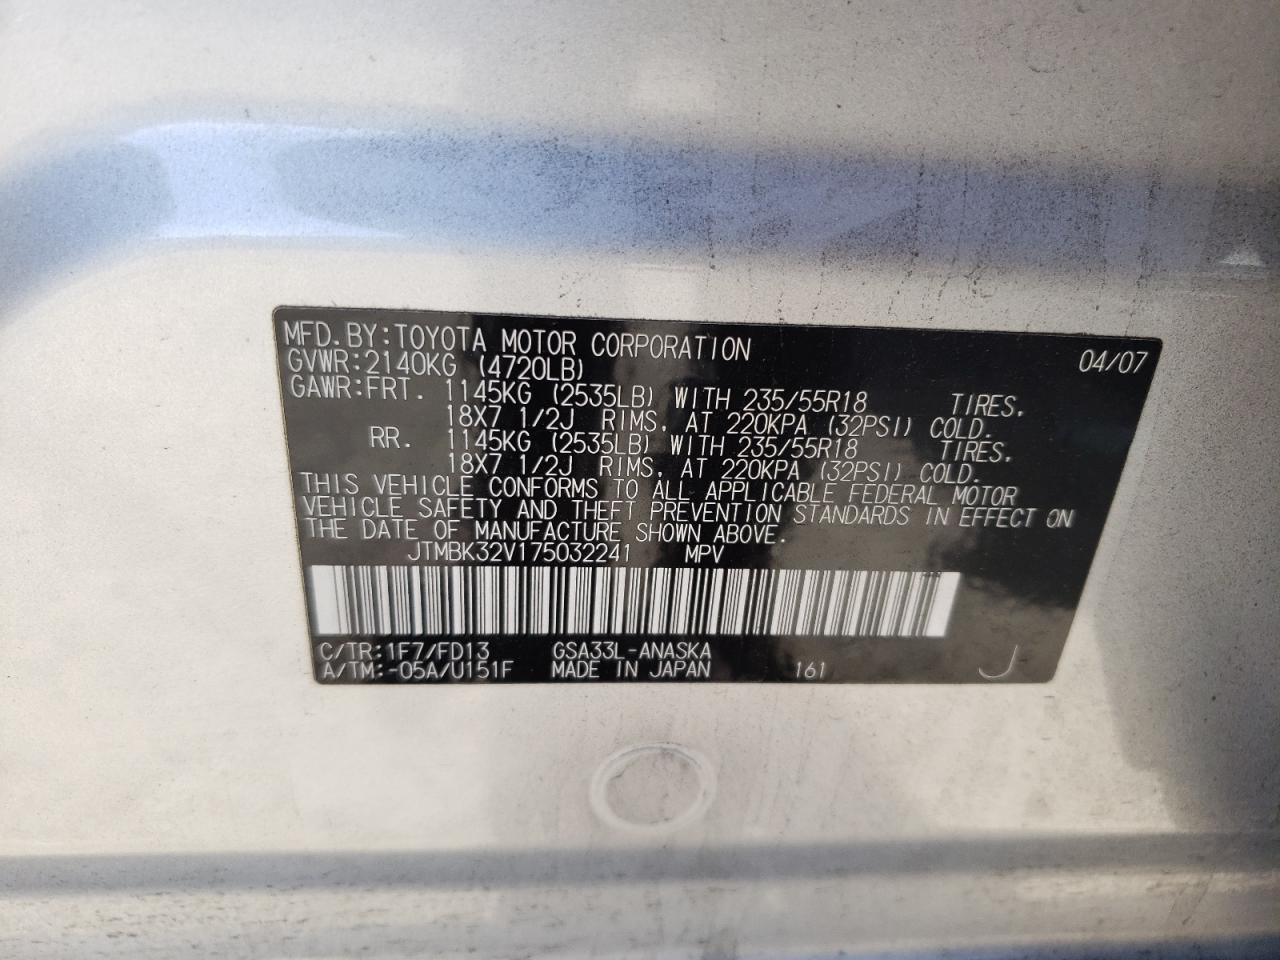 MFD. BY: TOYOTA MOTOR CORPORATION 04/07
GVWR: 2140KG (4720LB)
GAWR: FRT. 1145KG (2535LB) WITH 235/55R18 TIRES,
18X7 1/2J RIMS, AT 220KPA (32PSI) COLD.
RR. 1145KG (2535LB) WITH 235/55R18 TIRES,
18X7 1/2J RIMS, AT 220KPA (32PSI) COLD.
THIS VEHICLE CONFORMS TO ALL APPLICABLE FEDERAL MOTOR
VEHICLE SAFETY AND THEFT PREVENTION STANDARDS IN EFFECT ON
THE DATE OF MANUFACTURE SHOWN ABOVE.
JTMBK32V175032241 MPV
C/TR: 1F7/FD13 GSA33L-ANASKA
A/TM: -05A/U151F MADE IN JAPAN 161 J